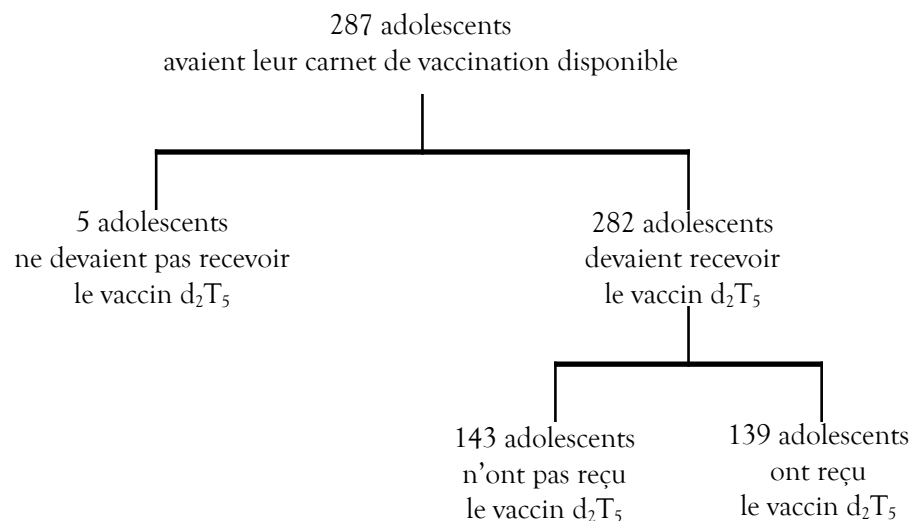 287 adolescents
avaient leur carnet de vaccination disponible
5 adolescents
ne devaient pas recevoir
le vaccin d₂T₅
282 adolescents
devaient recevoir
le vaccin d₂T₅
143 adolescents
n'ont pas reçu
le vaccin d₂T₅
139 adolescents
ont reçu
le vaccin d₂T₅